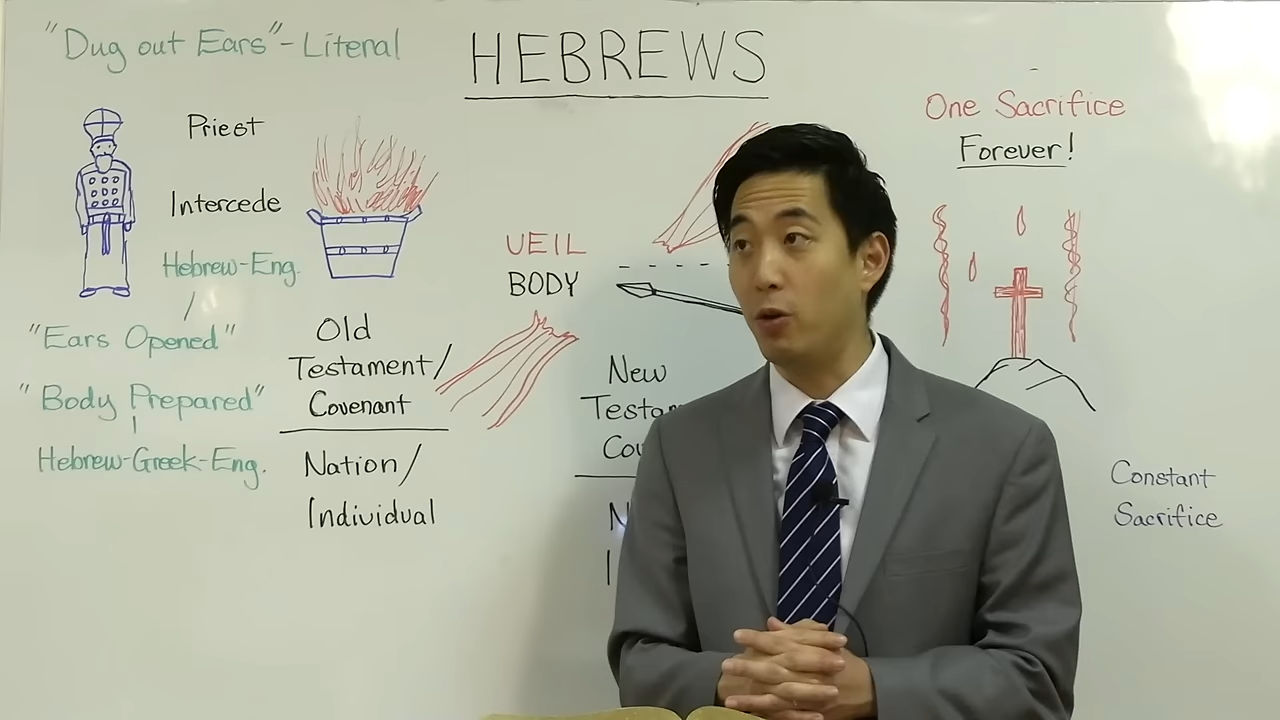 "Dug out Ears" - Literal
HEBREWS
One Sacrifice
Forever!
Priest
Intercede
Hebrew-Eng.
"Ears Opened"
"Body Prepared"
Hebrew-Greek-Eng.
Old
Testament/
Covenant
Nation/
Individual
VEIL
BODY
New
Constant
Sacrifice